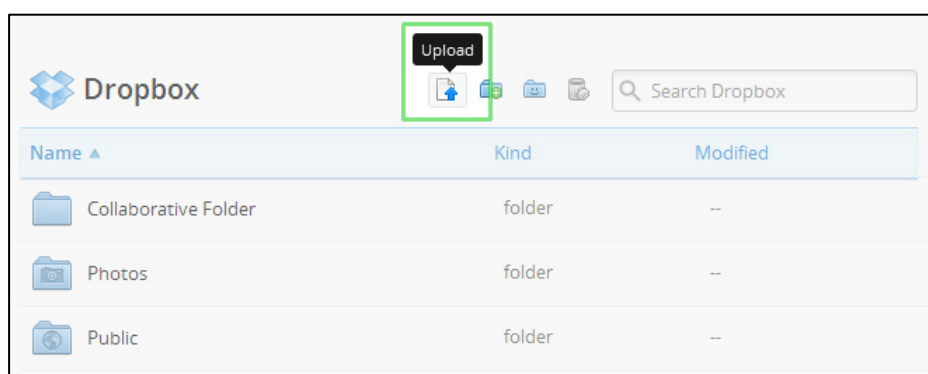 Upload
Dropbox
Search Dropbox
Name ▲ Kind Modified
Collaborative Folder folder --
Photos folder --
Public folder --